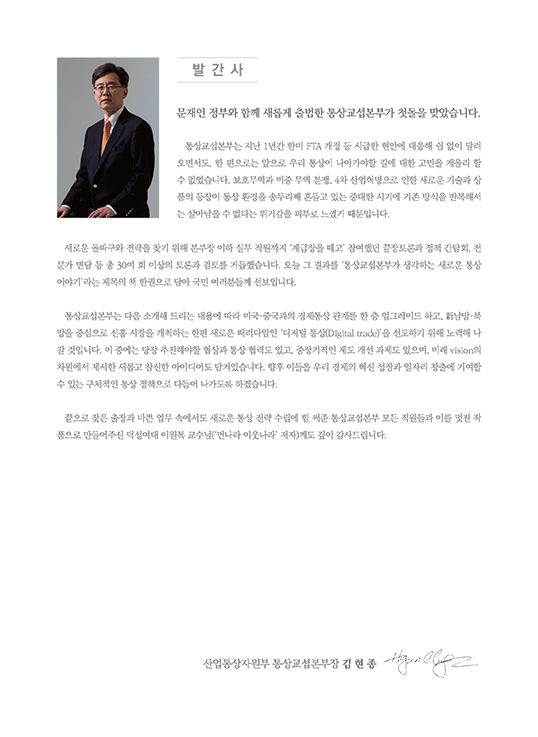 발 간 사
문재인 정부와 함께 새롭게 출범한 통상교섭본부가 첫돌을 맞았습니다.
통상교섭본부는 지난 1년간 한미 FTA 개정 등 시급한 현안에 대응해 쉼 없이 달려
오면서도, 한 편으로는 앞으로 우리 통상이 나아가야할 길에 대한 고민을 게을리 할
수 없었습니다. 보호무역과 미중 무역 분쟁, 4차 산업혁명으로 인한 새로운 기술과 상
품의 등장이 통상 환경을 송두리째 흔들고 있는 중대한 시기에 기존 방식을 반복해서
는 살아남을 수 없다는 위기감을 피부로 느꼈기 때문입니다.
새로운 돌파구와 전략을 찾기 위해 본부장 이하 실무 직원까지 '계급장을 떼고' 참여했던 끝장토론과 정책 간담회, 전
문가 면담 등 총 30여 회 이상의 토론과 검토를 거듭했습니다. 오늘 그 결과를 '통상교섭본부가 생각하는 새로운 통상
이야기'라는 제목의 책 한권으로 담아 국민 여러분들께 선보입니다.
통상교섭본부는 다음 소개해 드리는 내용에 따라 미국·중국과의 경제통상 관계를 한 층 업그레이드 하고, 新남방·북
방을 중심으로 신흥 시장을 개척하는 한편 새로운 패러다임인 '디지털 통상(Digital trade)'을 선도하기 위해 노력해 나
갈 것입니다. 이 중에는 당장 추진해야할 협상과 통상 협력도 있고, 중장기적인 제도 개선 과제도 있으며, 미래 vision의
차원에서 제시한 새롭고 참신한 아이디어도 담겨있습니다. 향후 이들을 우리 경제의 혁신 성장과 일자리 창출에 기여할
수 있는 구체적인 통상 정책으로 다듬어 나가도록 하겠습니다.
끝으로 잦은 출장과 바쁜 업무 속에서도 새로운 통상 전략 수립에 힘 써준 통상교섭본부 모든 직원들과 이를 멋진 작
품으로 만들어주신 덕성여대 이원복 교수님('먼나라 이웃나라' 저자)께도 깊이 감사드립니다.
산업통상자원부 통상교섭본부장 김 현 종